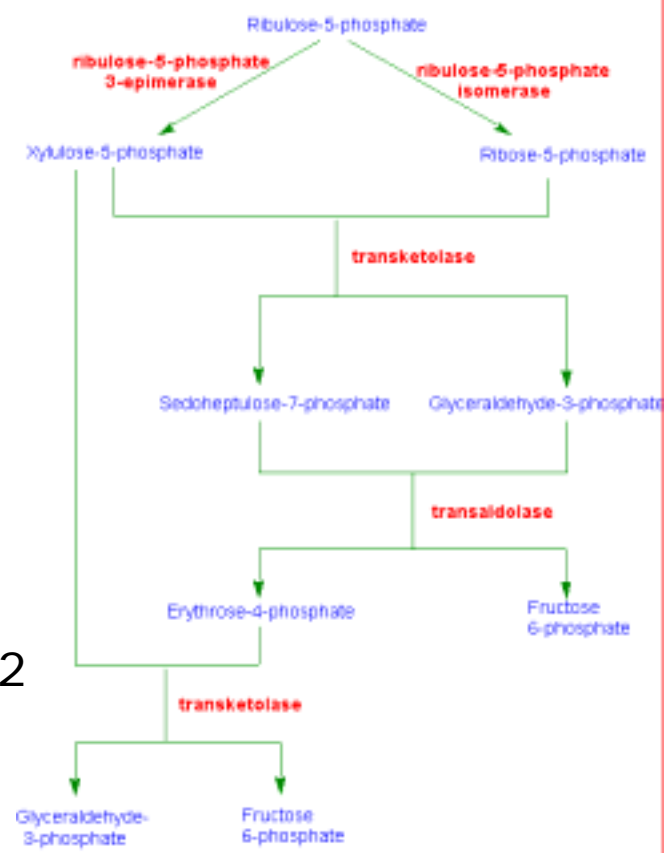 Ribulose-5-phosphate
ribulose-5-phosphate
3-epimerase
ribulose-5-phosphate
isomerase
Xylulose-5-phosphate
Ribose-5-phosphate
transketolase
Sedoheptulose-7-phosphate
Glyceraldehyde-3-phosphate
transaldolase
Erythrose-4-phosphate
Fructose
6-phosphate
2
transketolase
Glyceraldehyde-
3-phosphate
Fructose
6-phosphate